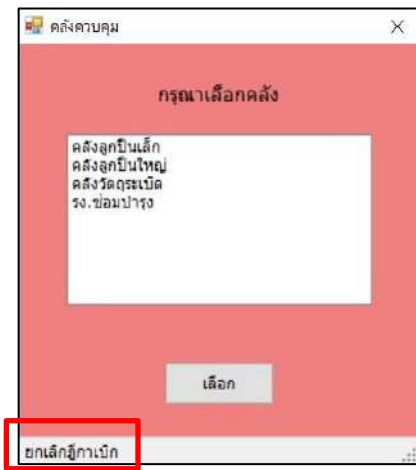 คลังควบคุม
กรุณาเลือกคลัง
คลังลูกปืนเล็ก
คลังลูกปืนใหญ่
คลังวัตถุระเบิด
รง.ซ่อมบำรุง
เลือก
ยกเลิกฎีกาเบิก